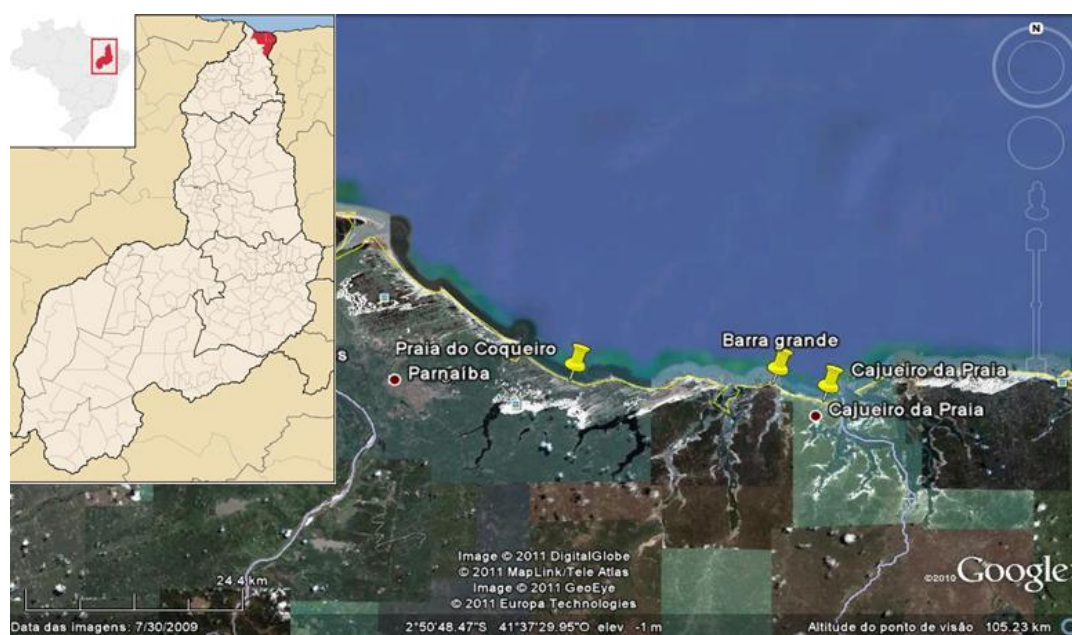 N
Barra grande
Praia do Coqueiro
Cajueiro da Praia
s
Parnaíba
Cajueiro da Praia
Image © 2011 DigitalGlobe
© 2011 MapLink/Tele Atlas
Image © 2011 GeoEye
© 2011 Europa Technologies
24.4 km
©2010 Google
Data das imagens: 7/30/2009
2°50'48.47"S 41°37'29.95"O elev -1 m
Altitude do ponto de visão 105.23 km